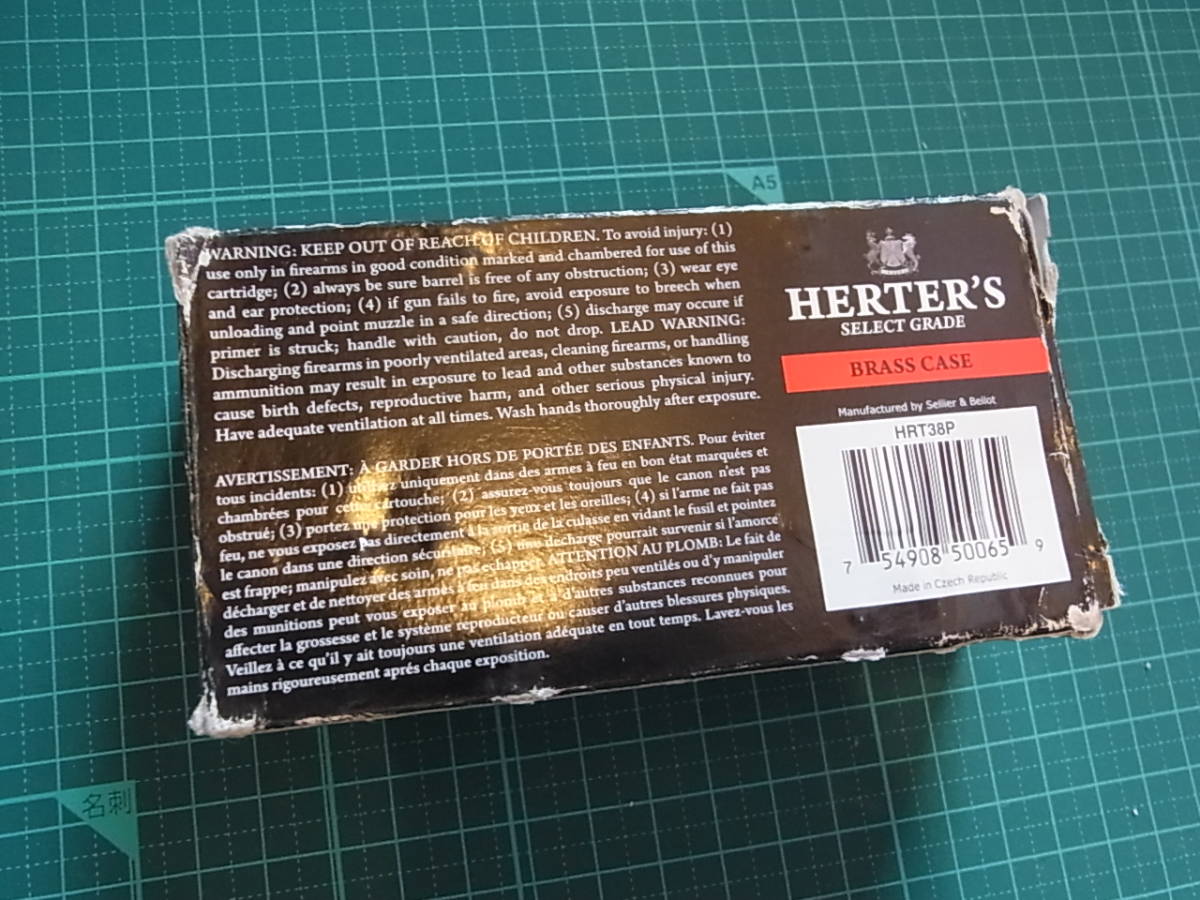 A5
WARNING: KEEP OUT OF REACH OF CHILDREN. To avoid injury: (1)
use only in firearms in good condition marked and chambered for use of this
cartridge; (2) always be sure barrel is free of any obstruction; (3) wear eye
and ear protection; (4) if gun fails to fire, avoid exposure to breech when
unloading and point muzzle in a safe direction; (5) discharge may occure if
primer is struck; handle with caution, do not drop. LEAD WARNING:
Discharging firearms in poorly ventilated areas, cleaning firearms, or handling
ammunition may result in exposure to lead and other substances known to
cause birth defects, reproductive harm, and other serious physical injury.
Have adequate ventilation at all times. Wash hands thoroughly after exposure.
AVERTISSEMENT: À GARDER HORS DE PORTÉE DES ENFANTS. Pour éviter
tous incidents: (1) utilisez uniquement dans des armes à feu en bon état marquées et
chambrées pour cette cartouche; (2) assurez-vous toujours que le canon n'est pas
obstrué; (3) portez une protection pour les yeux et les oreilles; (4) si l'arme ne fait pas
feu, ne vous exposez pas directement à la sortie de la culasse en vidant le fusil et pointez
le canon dans une direction sécuritaire; (5) une decharge pourrait survenir si l'amorce
est frappe; manipulez avec soin, ne pas echapper. ATTENTION AU PLOMB: Le fait de
décharger et de nettoyer des armes à feu dans des endroits peu ventilés ou d'y manipuler
des munitions peut vous exposer au plomb et à d'autres substances reconnues pour
affecter la grossesse et le système reproducteur ou causer d'autres blessures physiques.
Veillez à ce qu'il y ait toujours une ventilation adéquate en tout temps. Lavez-vous les
mains rigoureusement aprés chaque exposition.
HERTER'S
HERTER'S
SELECT GRADE
BRASS CASE
Manufactured by Sellier & Bellot
HRT38P
7 54908 50065 9
Made in Czech Republic
名刺